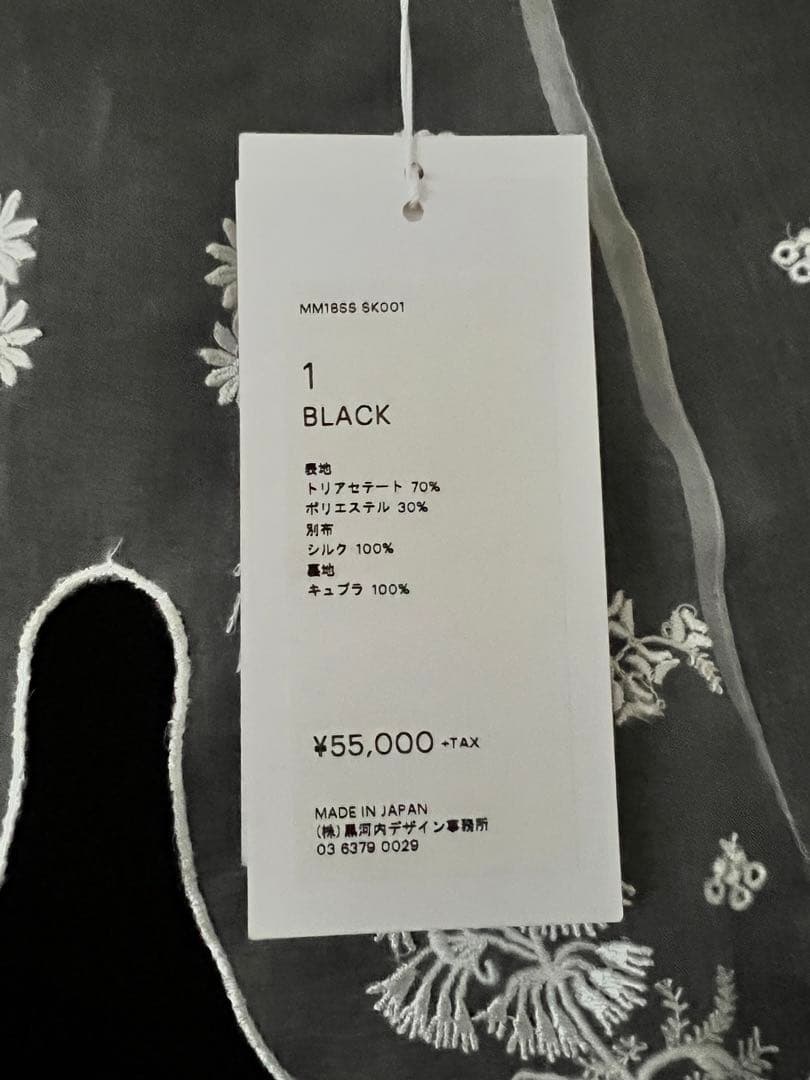 MM18SS SK001
1
BLACK
表地
トリアセテート 70%
ポリエステル 30%
別布
シルク 100%
裏地
キュプラ 100%
¥55,000 +TAX
MADE IN JAPAN
(株)黒河内デザイン事務所
03 6379 0029